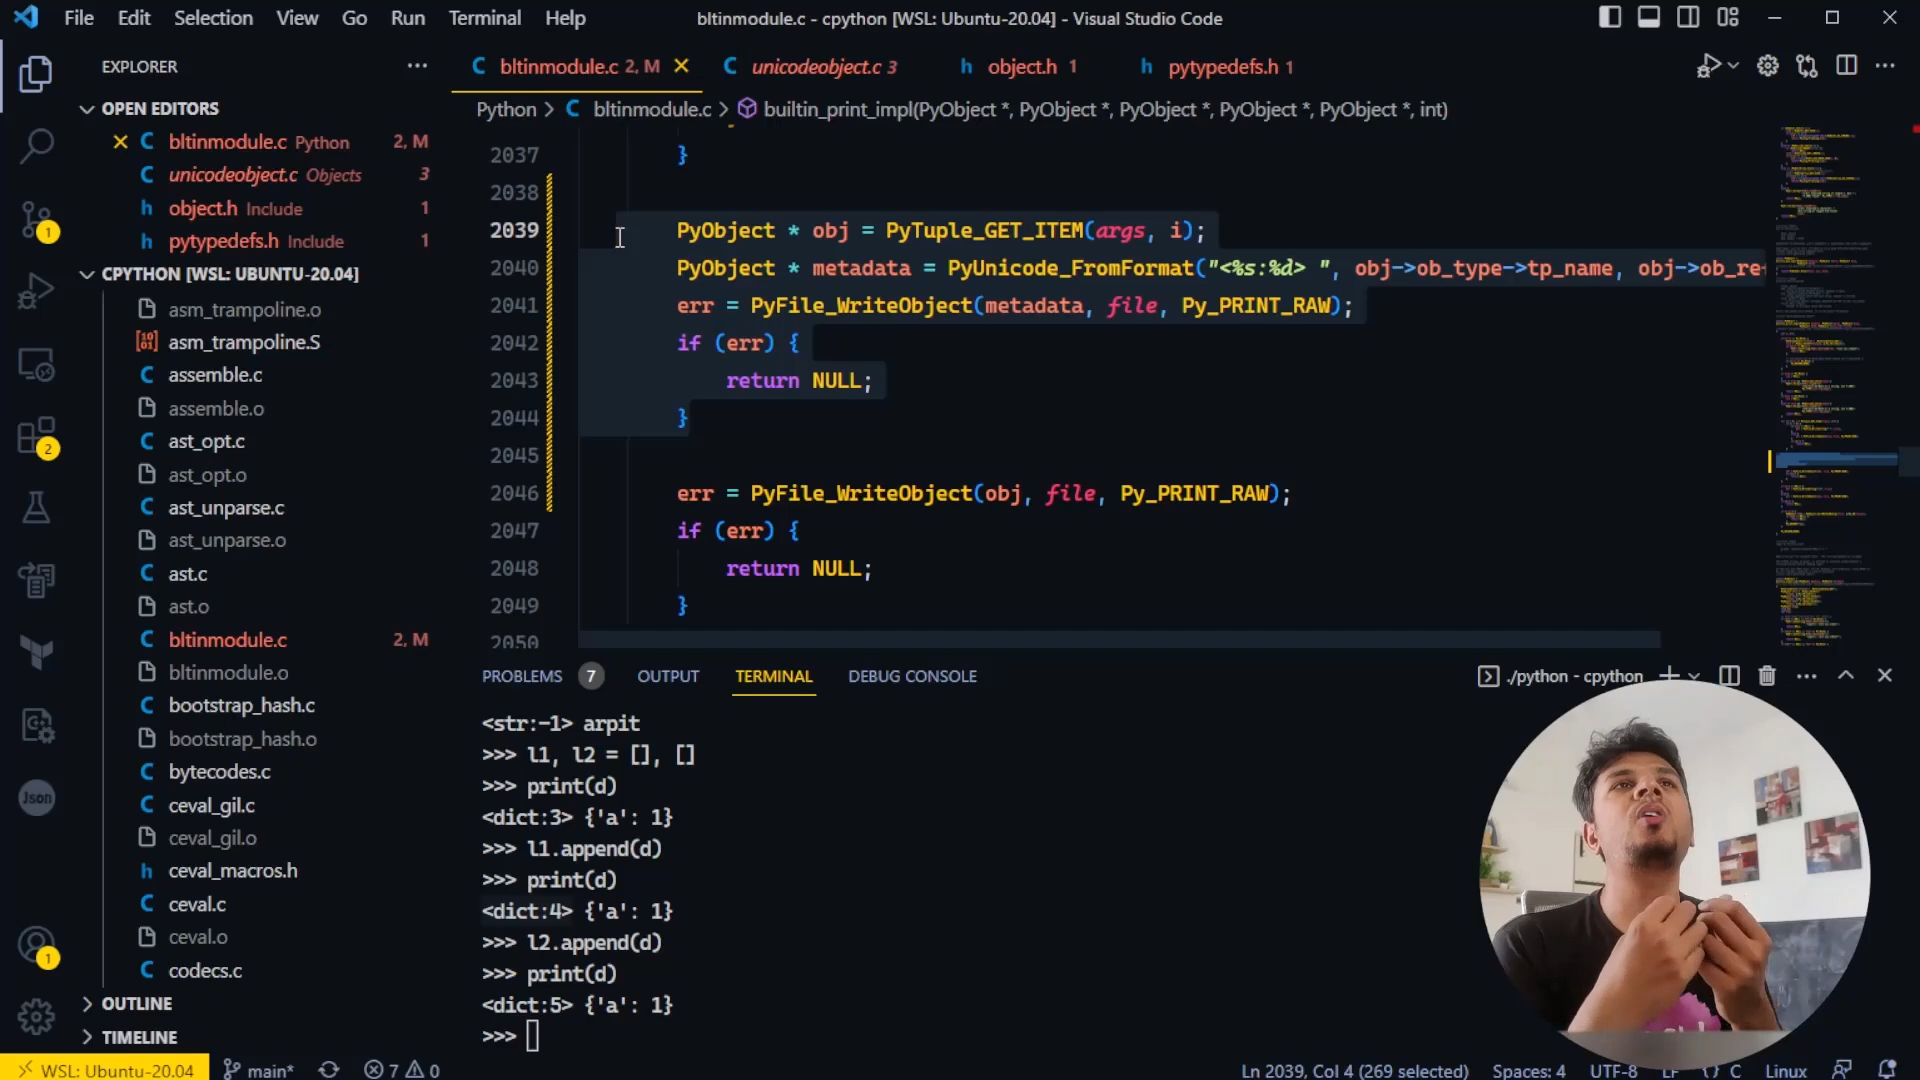 File Edit Selection View Go Run Terminal Help
bltinmodule.c - cpython [WSL: Ubuntu-20.04] - Visual Studio Code
EXPLORER
OPEN EDITORS
bltinmodule.c Python 2, M
unicodeobject.c Objects 3
object.h Include 1
pytypedefs.h Include 1
CPYTHON [WSL: UBUNTU-20.04]
asm_trampoline.o
asm_trampoline.S
assemble.c
assemble.o
ast_opt.c
ast_opt.o
ast_unparse.c
ast_unparse.o
ast.c
ast.o
bltinmodule.c 2, M
bltinmodule.o
bootstrap_hash.c
bootstrap_hash.o
bytecodes.c
ceval_gil.c
ceval_gil.o
ceval_macros.h
ceval.c
ceval.o
codecs.c
OUTLINE
TIMELINE
1
2
Json
1
bltinmodule.c 2, M
unicodeobject.c 3
object.h 1
pytypedefs.h 1
Python > bltinmodule.c > builtin_print_impl(PyObject *, PyObject *, PyObject *, PyObject *, PyObject *, int)
2037 }
2038
2039 PyObject * obj = PyTuple_GET_ITEM(args, i);
2040 PyObject * metadata = PyUnicode_FromFormat("<%s:%d> ", obj->ob_type->tp_name, obj->ob_re
2041 err = PyFile_WriteObject(metadata, file, Py_PRINT_RAW);
2042 if (err) {
2043 return NULL;
2044 }
2045
2046 err = PyFile_WriteObject(obj, file, Py_PRINT_RAW);
2047 if (err) {
2048 return NULL;
2049 }
2050
PROBLEMS 7 OUTPUT TERMINAL DEBUG CONSOLE
./python - cpython
<str:-1> arpit
>>> l1, l2 = [], []
>>> print(d)
<dict:3> {'a': 1}
>>> l1.append(d)
>>> print(d)
<dict:4> {'a': 1}
>>> l2.append(d)
>>> print(d)
<dict:5> {'a': 1}
>>>
WSL: Ubuntu-20.04 main* 7 0
Ln 2039, Col 4 (269 selected) Spaces: 4 UTF-8 LF {} C Linux